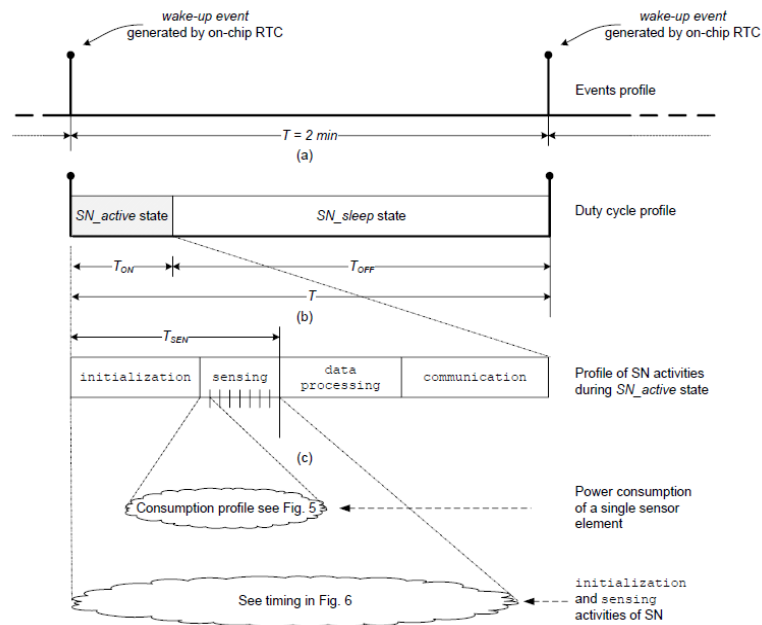 wake-up event
generated by on-chip RTC
wake-up event
generated by on-chip RTC
Events profile
T = 2 min
(a)
SN_active state
SN_sleep state
Duty cycle profile
TON
TOFF
T
(b)
TSEN
initialization
sensing
data
processing
communication
Profile of SN activities
during SN_active state
(c)
Consumption profile see Fig. 5
Power consumption
of a single sensor
element
See timing in Fig. 6
initialization
and sensing
activities of SN